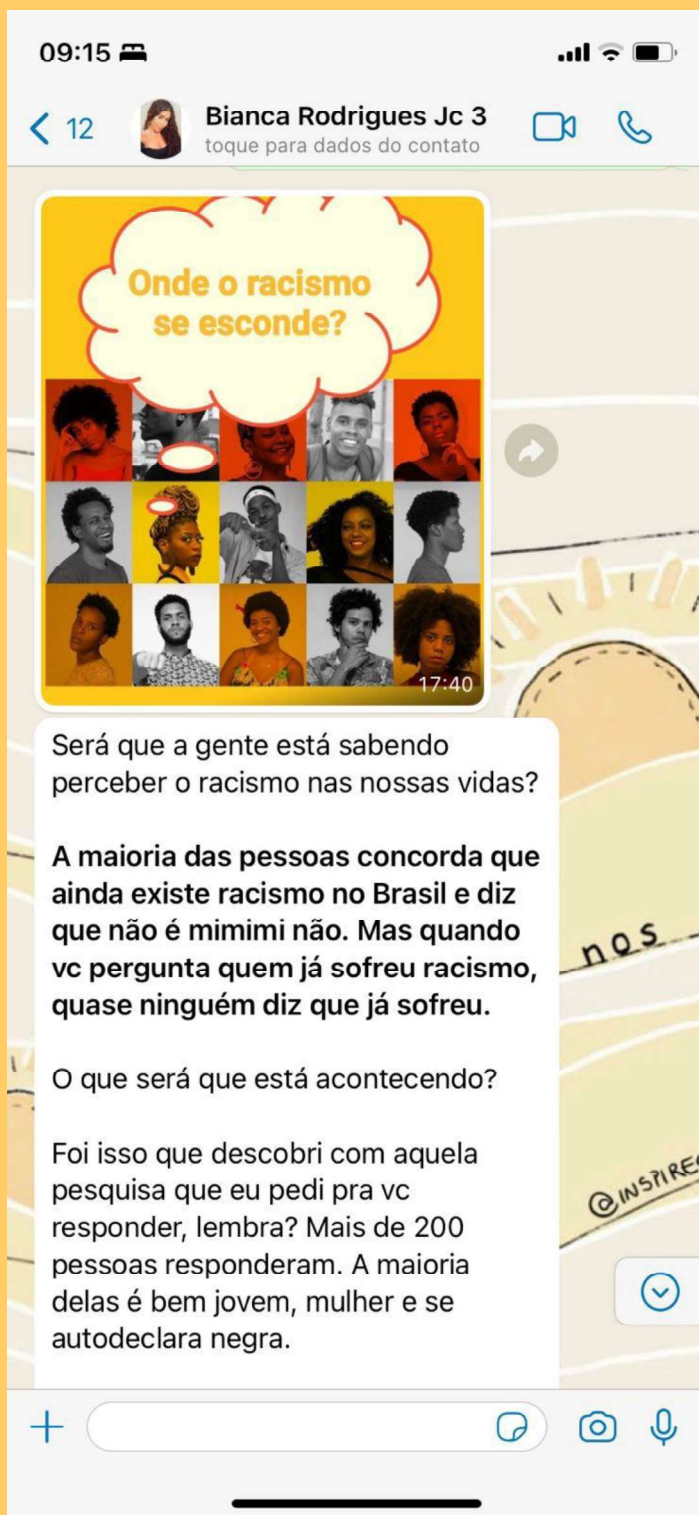 09:15
12
Bianca Rodrigues Jc 3
toque para dados do contato
Onde o racismo
se esconde?
17:40
Será que a gente está sabendo
perceber o racismo nas nossas vidas?
A maioria das pessoas concorda que
ainda existe racismo no Brasil e diz
que não é mimimi não. Mas quando
vc pergunta quem já sofreu racismo,
quase ninguém diz que já sofreu.
nos
O que será que está acontecendo?
Foi isso que descobri com aquela
pesquisa que eu pedi pra vc
responder, lembra? Mais de 200
pessoas responderam. A maioria
delas é bem jovem, mulher e se
autodeclara negra.
@INSPIRES